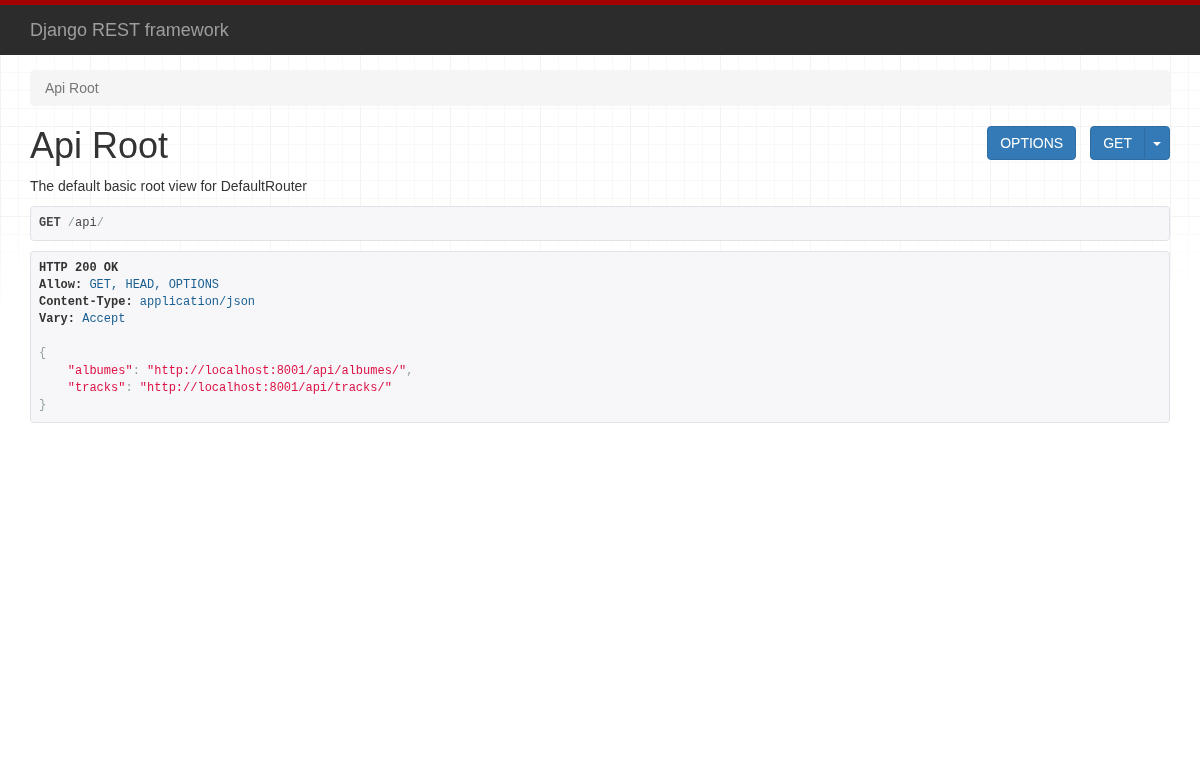 Django REST framework
Api Root
Api Root
OPTIONS
GET
The default basic root view for DefaultRouter
GET /api/
HTTP 200 OK
Allow: GET, HEAD, OPTIONS
Content-Type: application/json
Vary: Accept
{
    "albumes": "http://localhost:8001/api/albumes/",
    "tracks": "http://localhost:8001/api/tracks/"
}